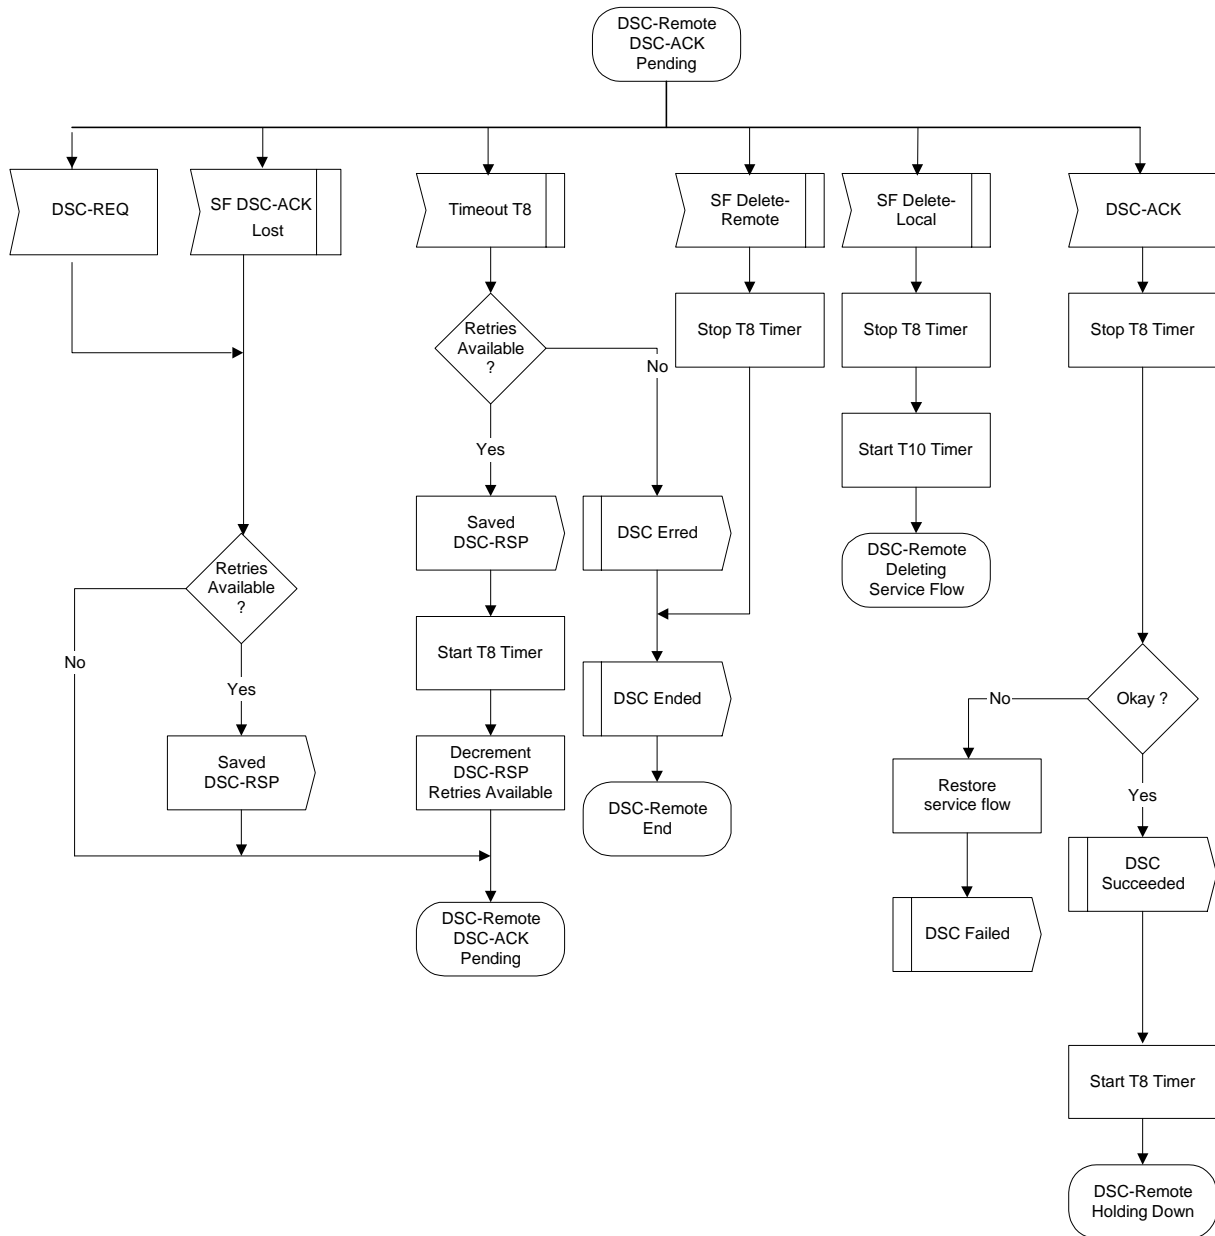 DSC-Remote
DSC-ACK
Pending
DSC-REQ
SF DSC-ACK
Lost
Timeout T8
SF Delete-
Remote
SF Delete-
Local
DSC-ACK
Retries
Available
?
No
Stop T8 Timer
Stop T8 Timer
Stop T8 Timer
Yes
Start T10 Timer
Saved
DSC-RSP
DSC Erred
DSC-Remote
Deleting
Service Flow
Retries
Available
?
No
Yes
Start T8 Timer
DSC Ended
No
Okay ?
Saved
DSC-RSP
Decrement
DSC-RSP
Retries Available
DSC-Remote
End
Restore
service flow
Yes
DSC
Succeeded
DSC-Remote
DSC-ACK
Pending
DSC Failed
Start T8 Timer
DSC-Remote
Holding Down